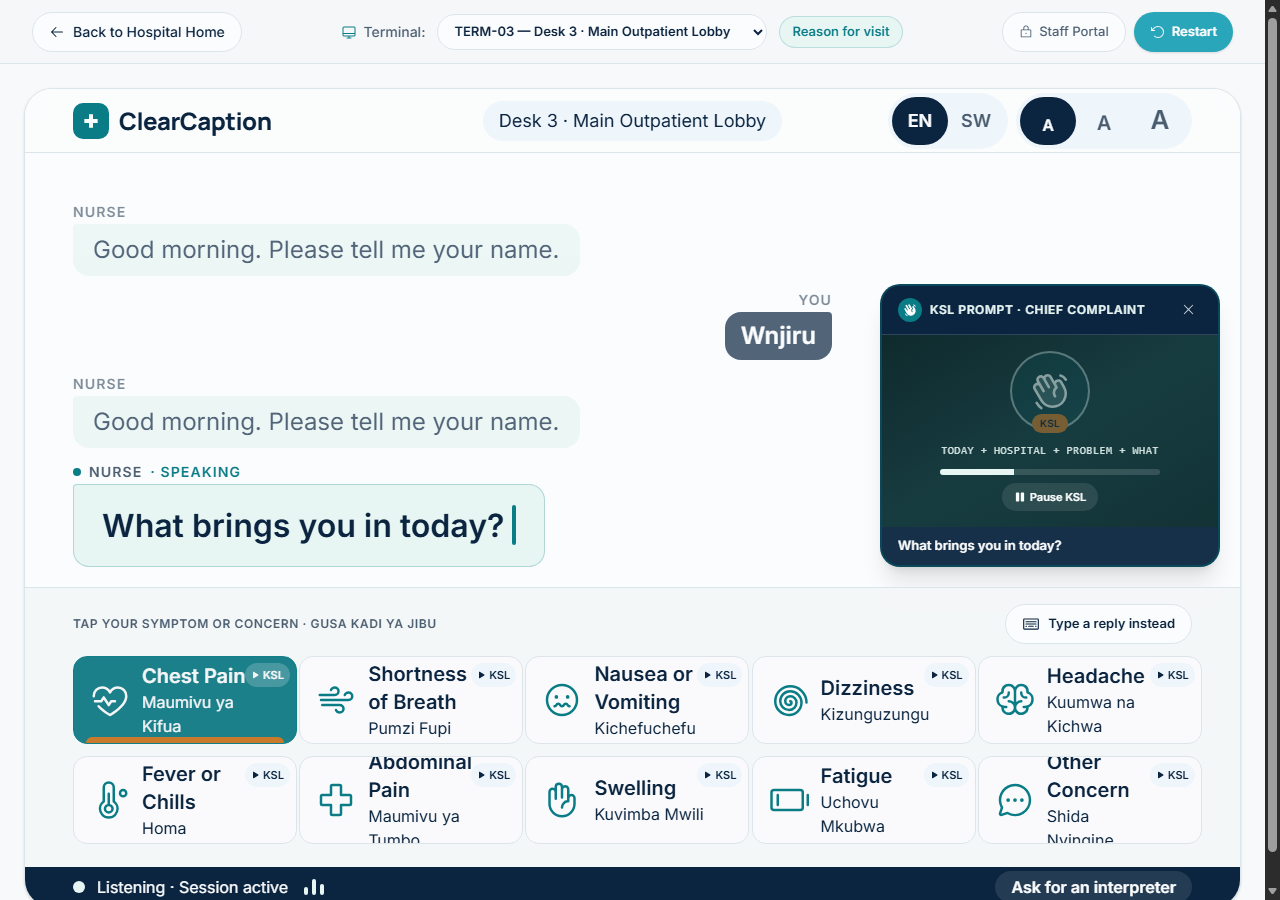 Back to Hospital Home
Terminal:
TERM-03 — Desk 3 · Main Outpatient Lobby
Reason for visit
Staff Portal
Restart
ClearCaption
Desk 3 · Main Outpatient Lobby
EN
SW
A
A
A
NURSE
Good morning. Please tell me your name.
YOU
Wnjiru
NURSE
Good morning. Please tell me your name.
NURSE · SPEAKING
What brings you in today?
KSL PROMPT · CHIEF COMPLAINT
KSL
TODAY + HOSPITAL + PROBLEM + WHAT
Pause KSL
What brings you in today?
TAP YOUR SYMPTOM OR CONCERN · GUSA KADI YA JIBU
Type a reply instead
Chest Pain
KSL
Maumivu ya
Kifua
Shortness
of Breath
KSL
Pumzi Fupi
Nausea or
Vomiting
KSL
Kichefuchefu
Dizziness
KSL
Kizunguzungu
Headache
KSL
Kuumwa na
Kichwa
Fever or
Chills
KSL
Homa
Abdominal
Pain
KSL
Maumivu ya
Tumbo
Swelling
KSL
Kuvimba Mwili
Fatigue
KSL
Uchovu
Mkubwa
Other
Concern
KSL
Shida
Nyingine
Listening · Session active
Ask for an interpreter